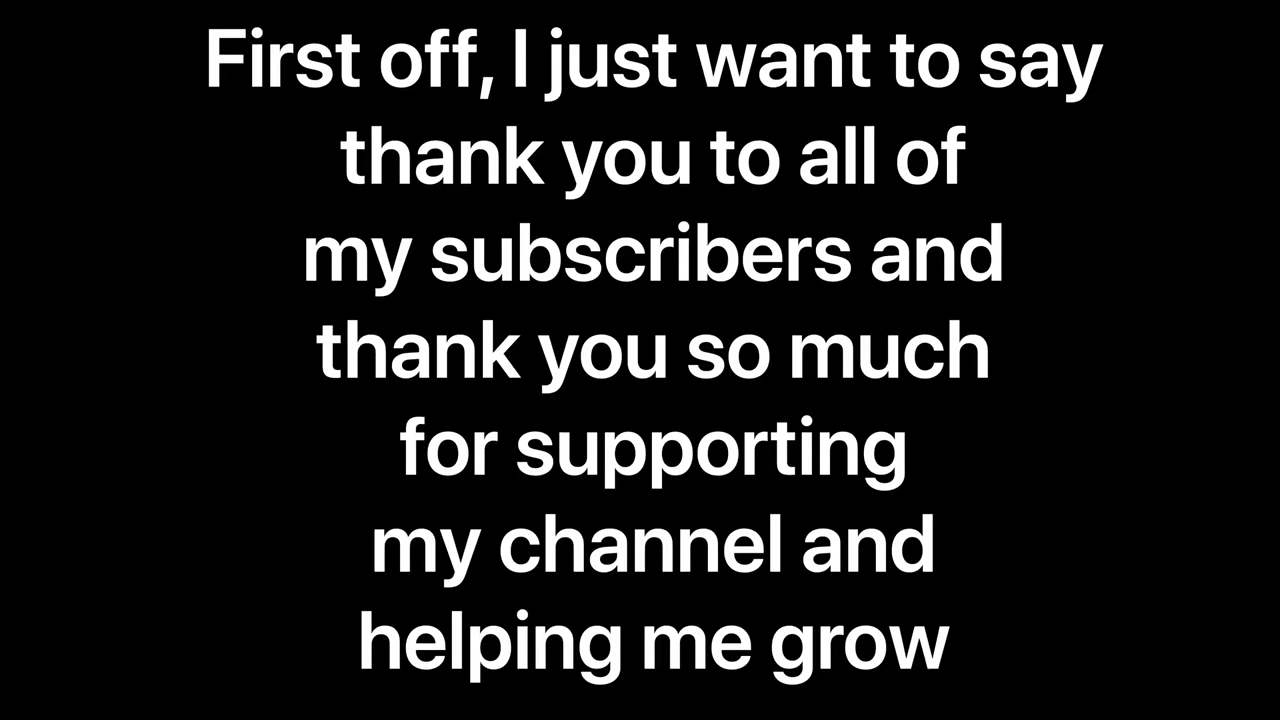 First off, I just want to say
thank you to all of
my subscribers and
thank you so much
for supporting
my channel and
helping me grow